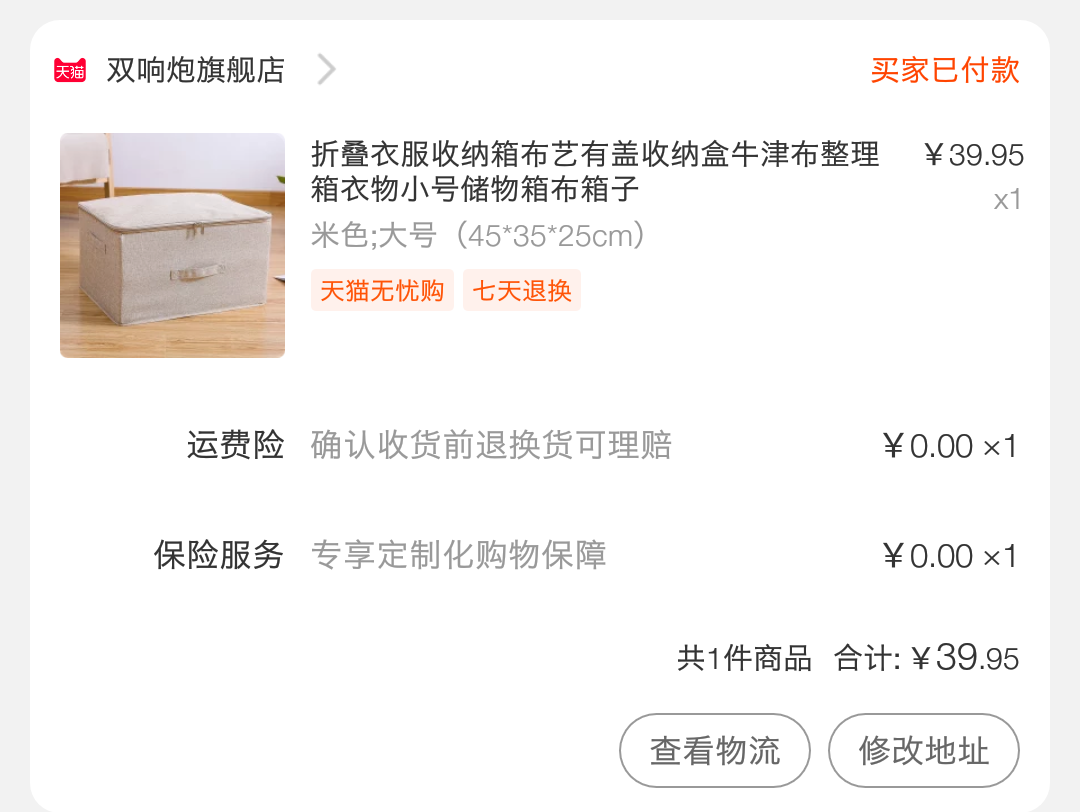 天猫 双响炮旗舰店 买家已付款
折叠衣服收纳箱布艺有盖收纳盒牛津布整理 ￥39.95
箱衣物小号储物箱布箱子 x1
米色;大号（45*35*25cm）
天猫无忧购 七天退换
运费险 确认收货前退换货可理赔 ￥0.00 ×1
保险服务 专享定制化购物保障 ￥0.00 ×1
共1件商品 合计:￥39.95
查看物流 修改地址